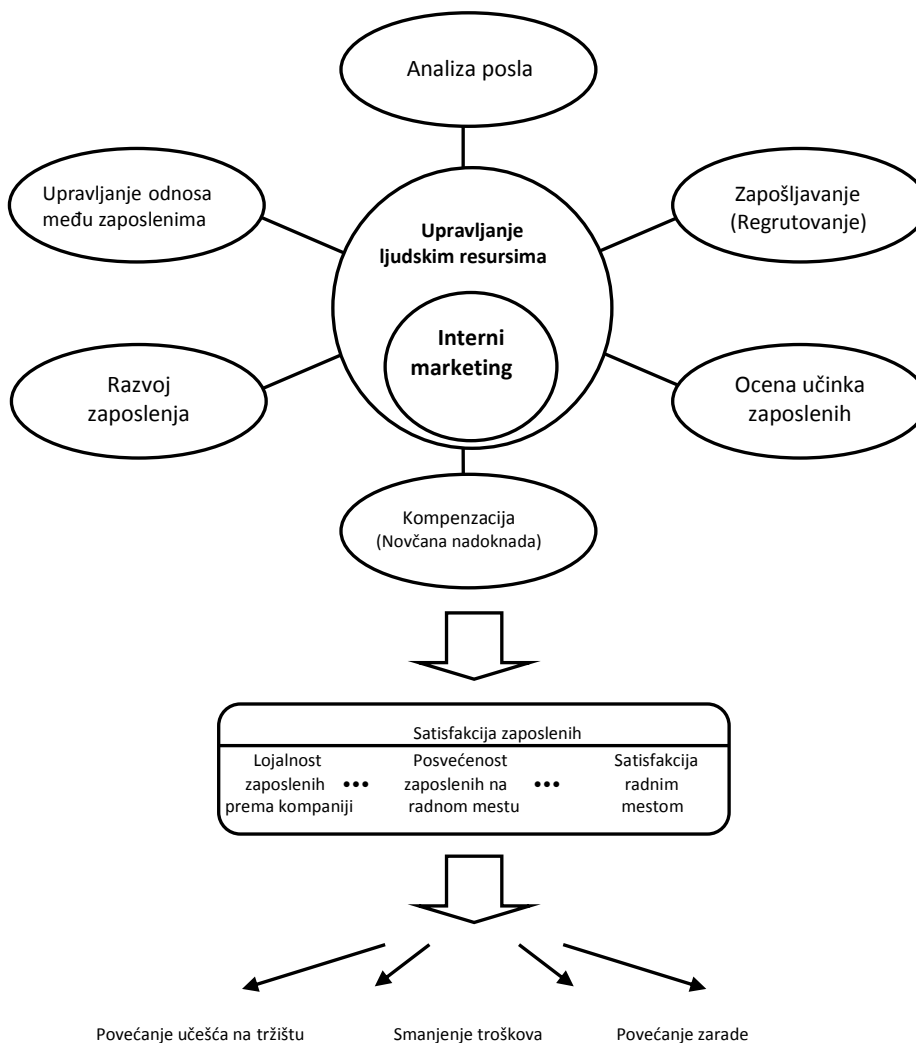 Analiza posla
Upravljanje odnosa
među zaposlenima
Zapošljavanje
(Regrutovanje)
Upravljanje
ljudskim resursima
Interni
marketing
Razvoj
zaposlenja
Ocena učinka
zaposlenih
Kompenzacija
(Novčana nadoknada)
Satisfakcija zaposlenih
Lojalnost
zaposlenih
prema kompaniji
•••
Posvećenost
zaposlenih na
radnom mestu
•••
Satisfakcija
radnim
mestom
Povećanje učešća na tržištu
Smanjenje troškova
Povećanje zarade